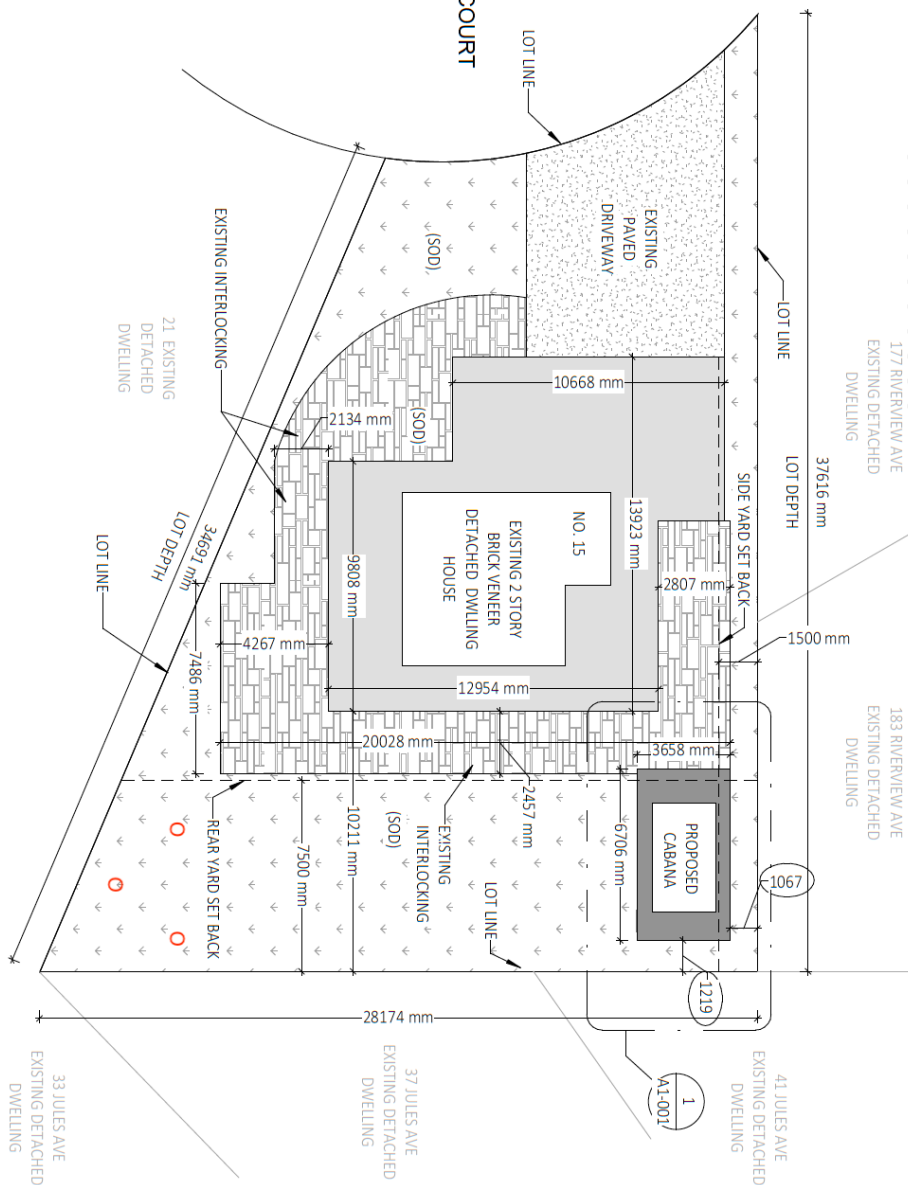 COURT
LOT LINE
LOT LINE
177 RIVERVIEW AVE
EXISTING DETACHED
DWELLING
37616 mm
LOT DEPTH
SIDE YARD SET BACK
1500 mm
183 RIVERVIEW AVE
EXISTING DETACHED
DWELLING
EXISTING
PAVED
DRIVEWAY
(SOD)
EXISTING INTERLOCKING
21 EXISTING
DETACHED
DWELLING
2134 mm
(SOD)
10668 mm
13923 mm
2807 mm
NO. 15
EXISTING 2 STORY
BRICK VENEER
DETACHED DWLLING
HOUSE
9808 mm
4267 mm
7486 mm
12954 mm
20028 mm
3658 mm
2457 mm
6706 mm
PROPOSED
CABANA
1067
1219
34691 mm
LOT DEPTH
LOT LINE
REAR YARD SET BACK
7500 mm
10211 mm
(SOD)
EXISTING
INTERLOCKING
LOT LINE
28174 mm
1
A1-001
33 JULES AVE
EXISTING DETACHED
DWELLING
37 JULES AVE
EXISTING DETACHED
DWELLING
41 JULES AVE
EXISTING DETACHED
DWELLING